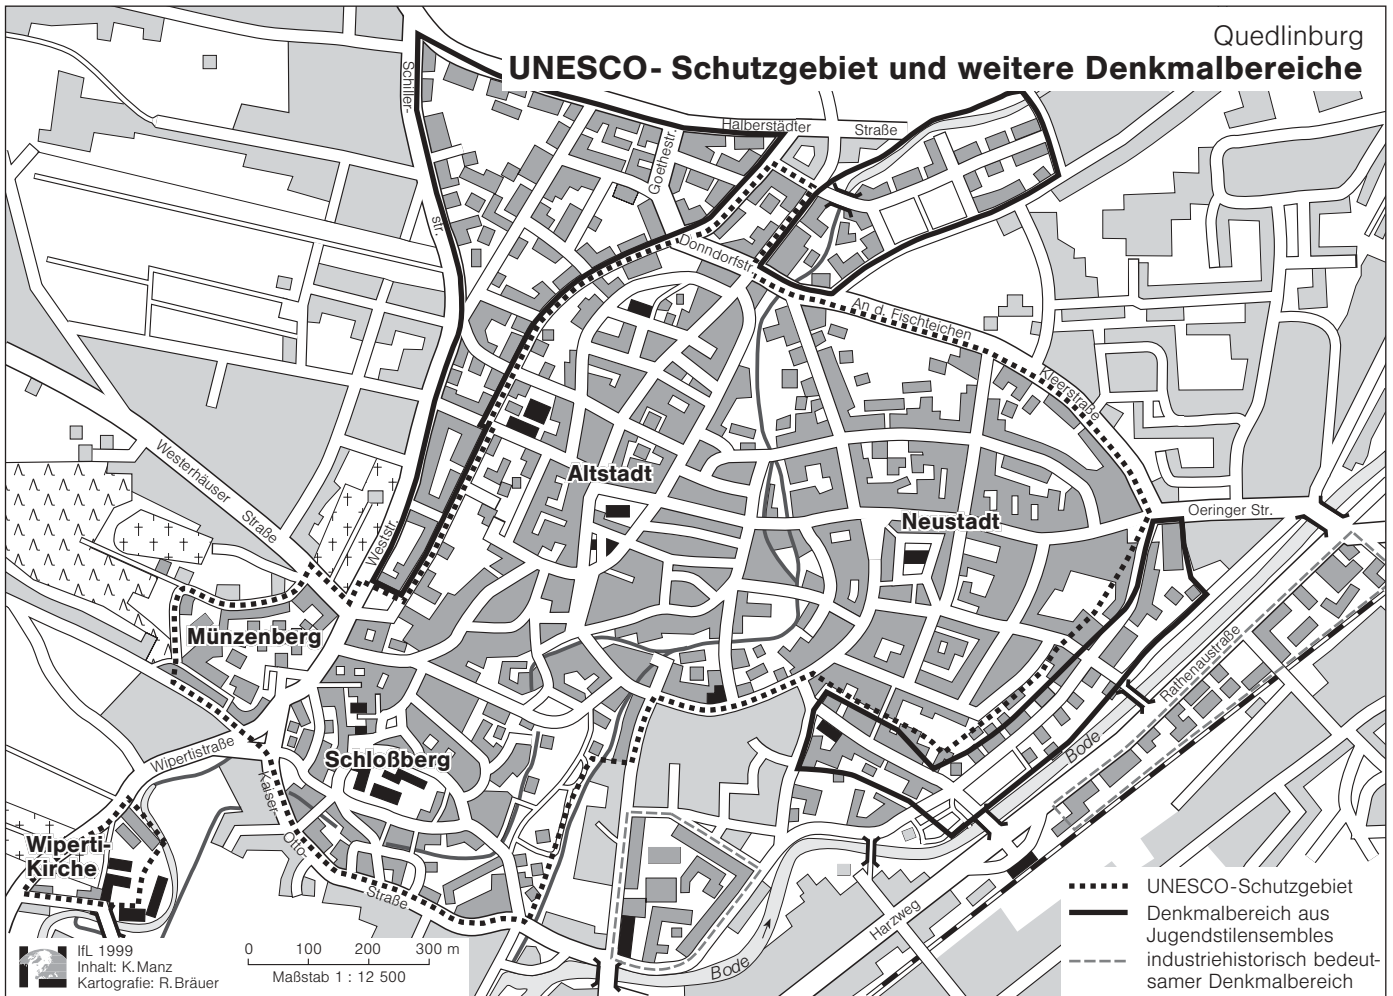 Quedlinburg
UNESCO- Schutzgebiet und weitere Denkmalbereiche
Schiller-
str.
Halberstädter
Straße
Goethestr.
Donndorfstr.
An d. Fischteichen
Kleerstraße
Westerhäuser
Straße
Weststr.
Altstadt
Neustadt
Oeringer Str.
Münzenberg
Rathenaustraße
Wipertistraße
Schloßberg
Bode
Kaiser-
Otto-
Straße
Wiperti-
Kirche
Harzweg
Bode
UNESCO-Schutzgebiet
Denkmalbereich aus
Jugendstilensembles
industriehistorisch bedeut-
samer Denkmalbereich
IfL 1999
Inhalt: K. Manz
Kartografie: R. Bräuer
0 100 200 300 m
Maßstab 1 : 12 500